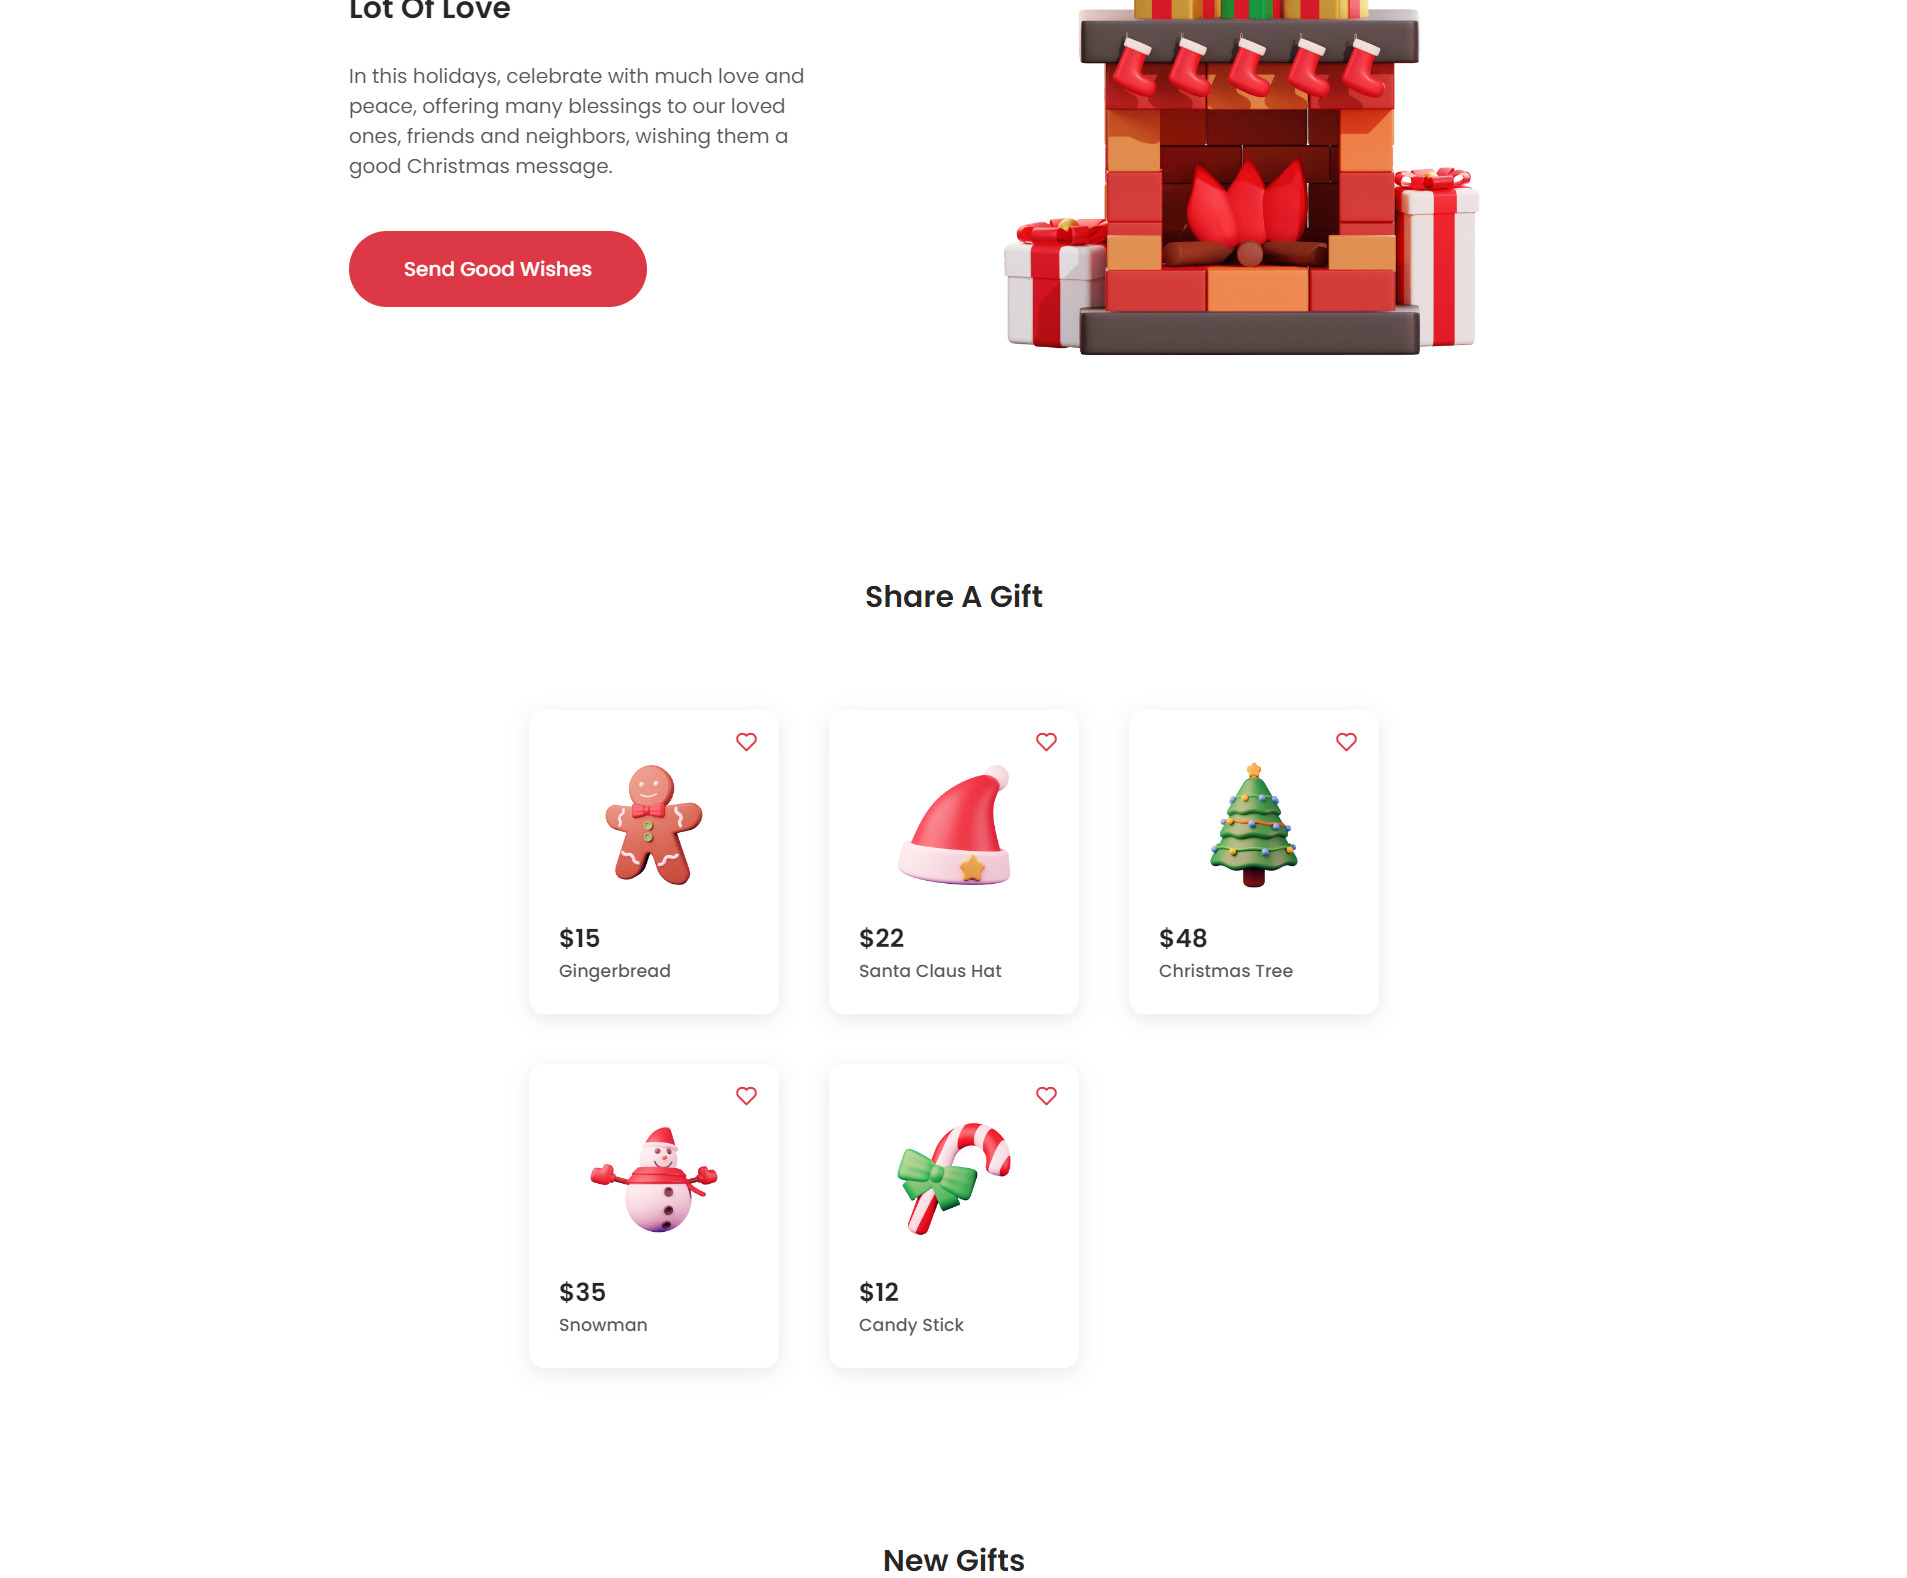 Lot Of Love
In this holidays, celebrate with much love and
peace, offering many blessings to our loved
ones, friends and neighbors, wishing them a
good Christmas message.
Send Good Wishes
Share A Gift
$15
Gingerbread
$22
Santa Claus Hat
$48
Christmas Tree
$35
Snowman
$12
Candy Stick
New Gifts